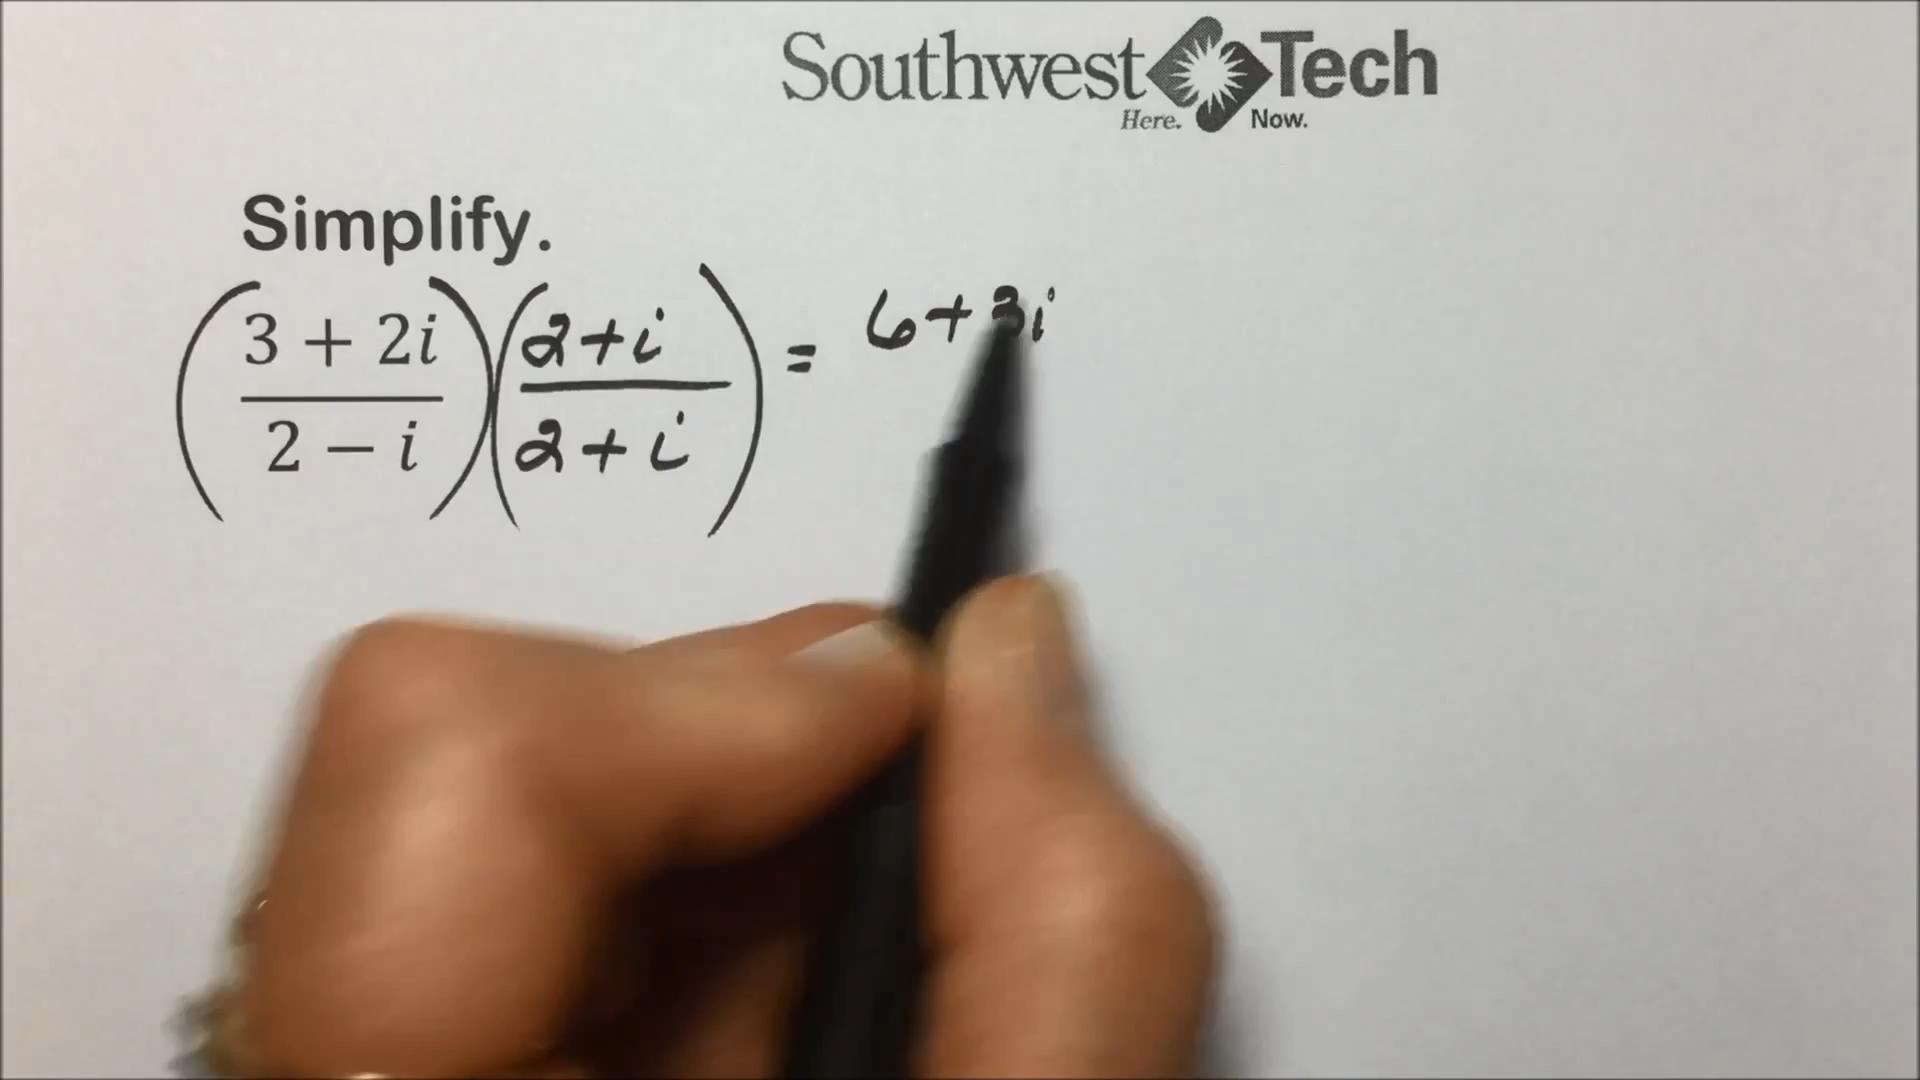 Southwest Tech
Here. Now.
Simplify.
(3 + 2i / 2 − i)(2+i / 2+i) = 6+3i